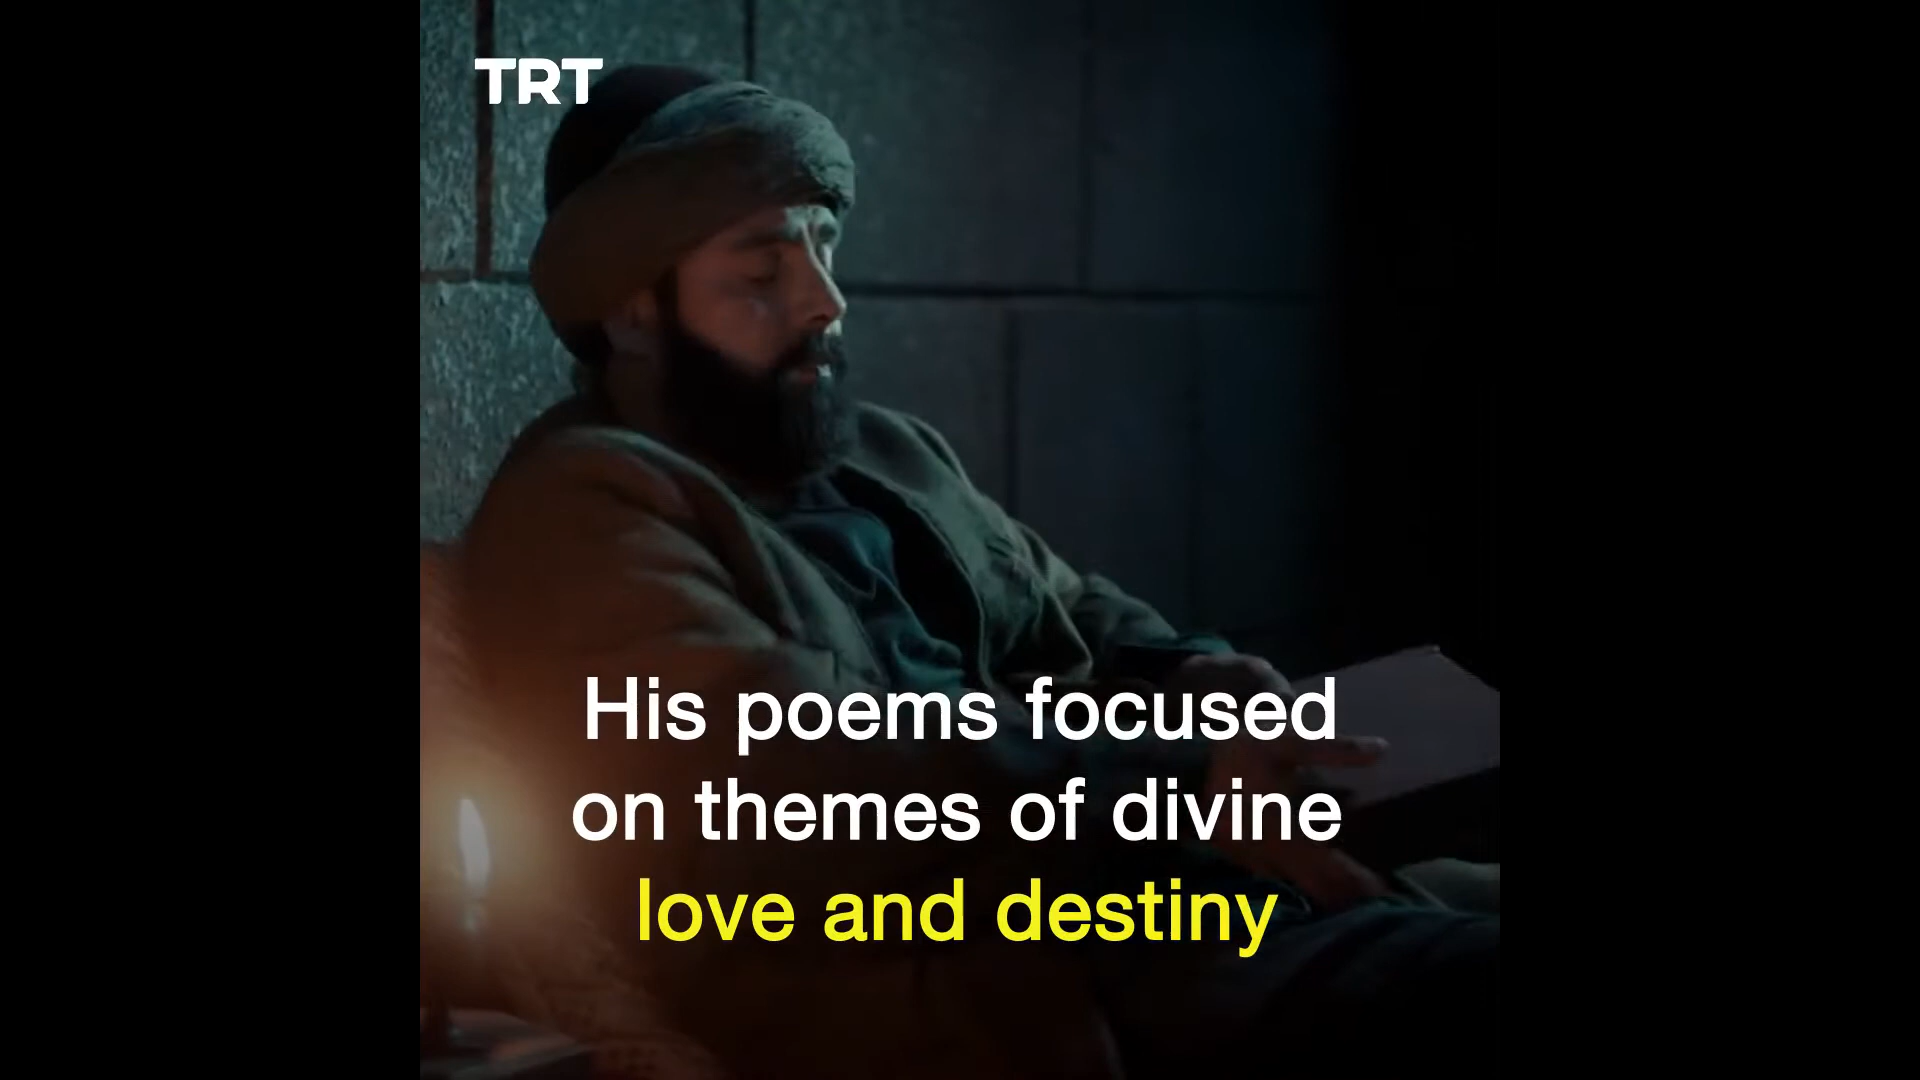 TRT
His poems focused
on themes of divine
love and destiny